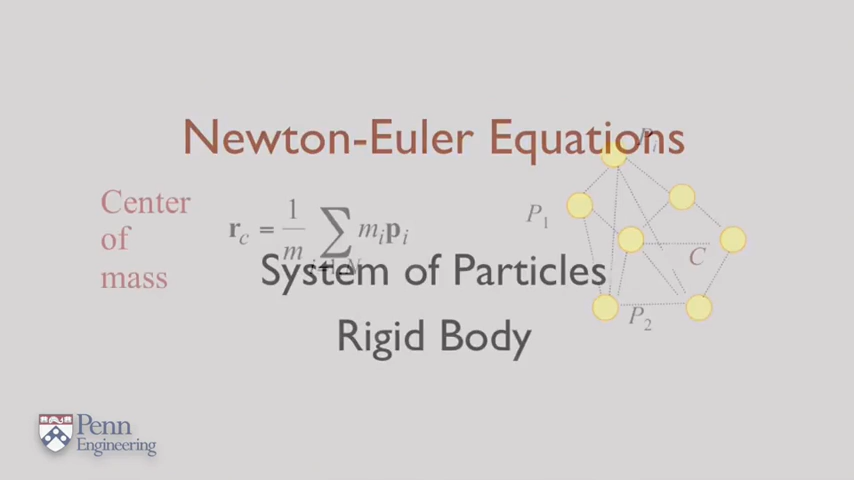 Newton-Euler Equations
Center
of
mass
r_c = 1/m ∑ m_i p_i
P_i
P_1
C
P_2
System of Particles
Rigid Body
Penn
Engineering